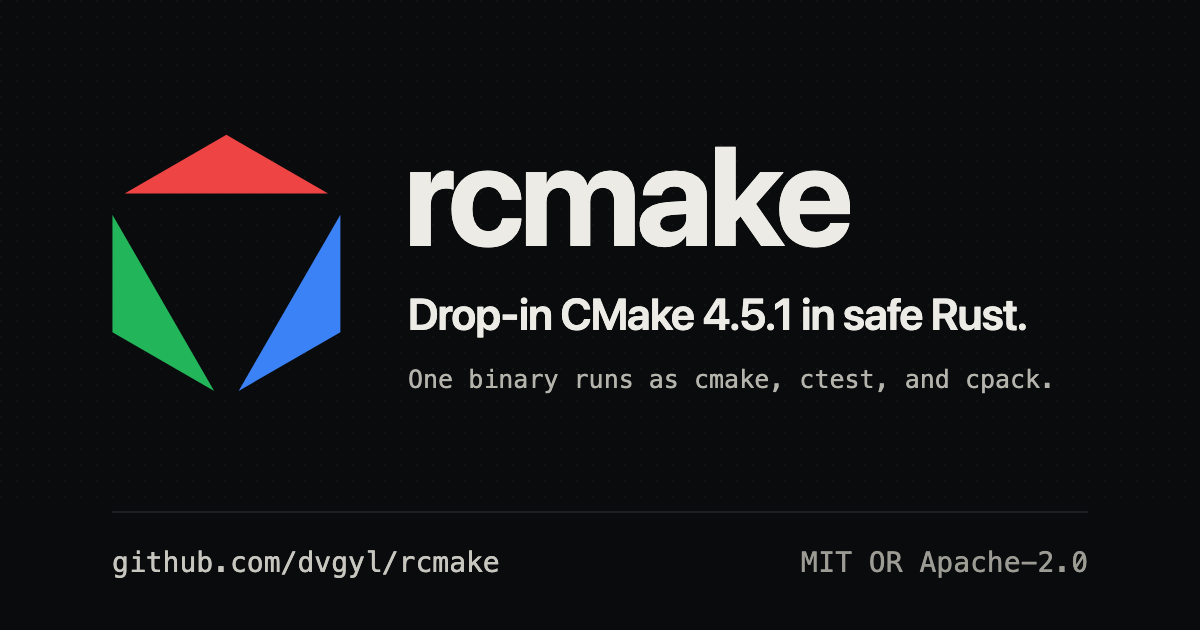 rcmake
Drop-in CMake 4.5.1 in safe Rust.
One binary runs as cmake, ctest, and cpack.
github.com/dvgyl/rcmake
MIT OR Apache-2.0